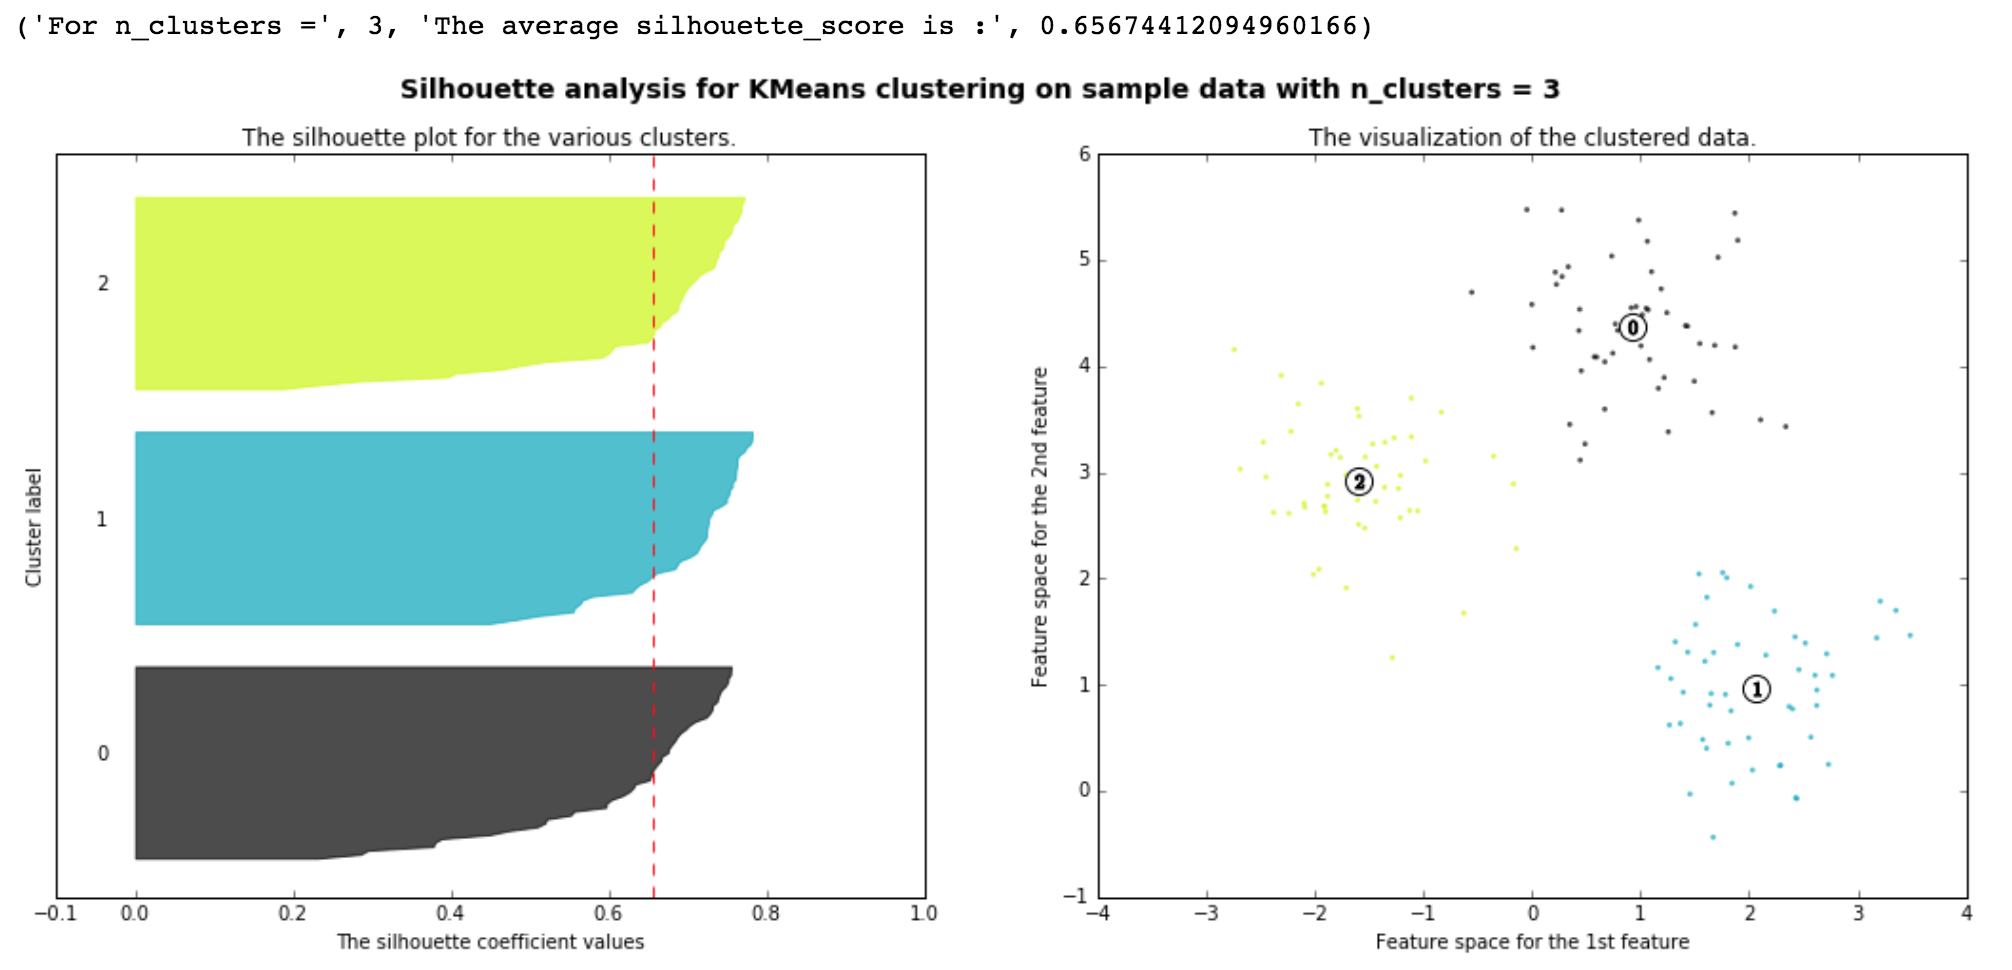 ('For n_clusters =', 3, 'The average silhouette_score is :', 0.65674412094960166)
Silhouette analysis for KMeans clustering on sample data with n_clusters = 3
The silhouette plot for the various clusters.
2
1
0
Cluster label
−0.1 0.0 0.2 0.4 0.6 0.8 1.0
The silhouette coefficient values
The visualization of the clustered data.
6
5
4
3
2
1
0
−1
Feature space for the 2nd feature
0
2
1
−4 −3 −2 −1 0 1 2 3 4
Feature space for the 1st feature